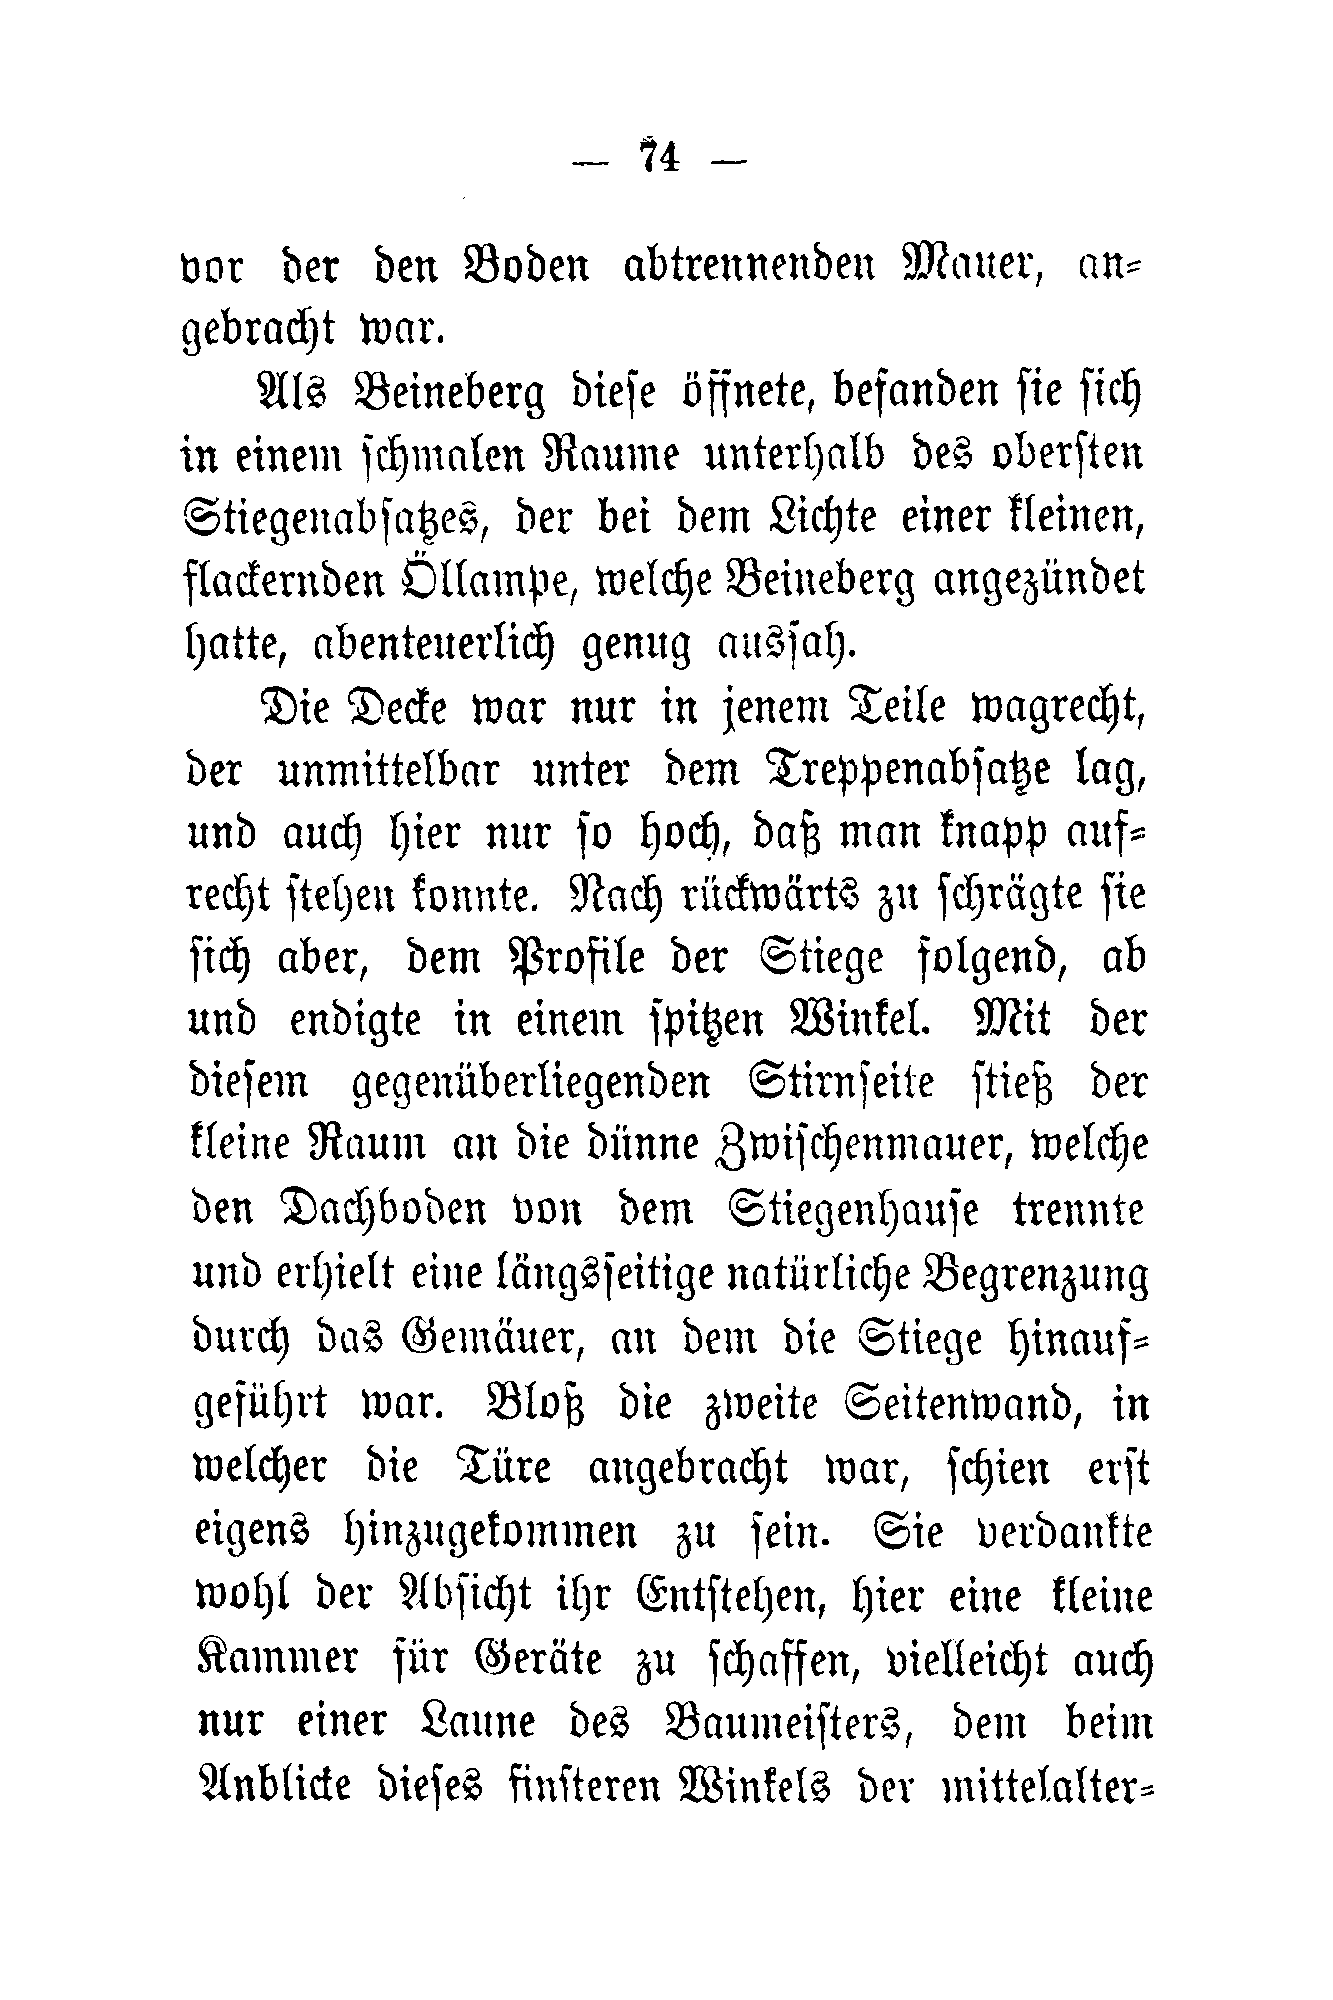 — 74 —
vor der den Boden abtrennenden Mauer, an-
gebracht war.
Als Beineberg diese öffnete, befanden sie sich
in einem schmalen Raume unterhalb des obersten
Stiegenabsatzes, der bei dem Lichte einer kleinen,
flackernden Öllampe, welche Beineberg angezündet
hatte, abenteuerlich genug aussah.
Die Decke war nur in jenem Teile wagrecht,
der unmittelbar unter dem Treppenabsatze lag,
und auch hier nur so hoch, daß man knapp auf-
recht stehen konnte. Nach rückwärts zu schrägte sie
sich aber, dem Profile der Stiege folgend, ab
und endigte in einem spitzen Winkel. Mit der
diesem gegenüberliegenden Stirnseite stieß der
kleine Raum an die dünne Zwischenmauer, welche
den Dachboden von dem Stiegenhause trennte
und erhielt eine längsseitige natürliche Begrenzung
durch das Gemäuer, an dem die Stiege hinauf-
geführt war. Bloß die zweite Seitenwand, in
welcher die Türe angebracht war, schien erst
eigens hinzugekommen zu sein. Sie verdankte
wohl der Absicht ihr Entstehen, hier eine kleine
Kammer für Geräte zu schaffen, vielleicht auch
nur einer Laune des Baumeisters, dem beim
Anblicke dieses finsteren Winkels der mittelalter-